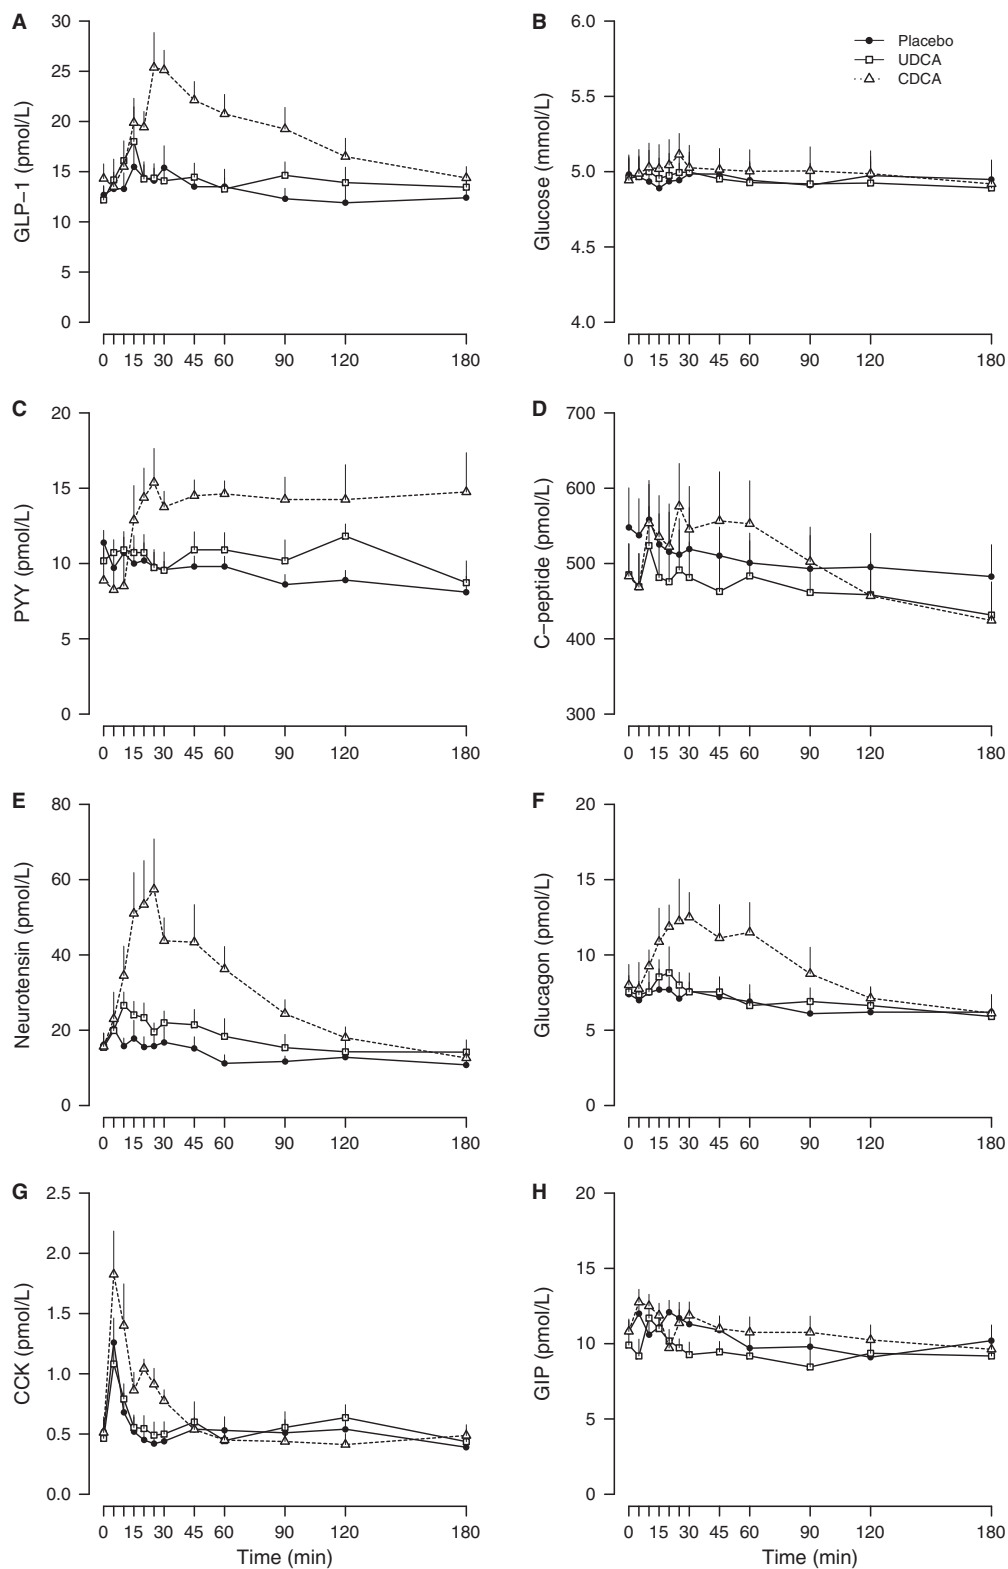 A
GLP−1 (pmol/L)
30
25
20
15
10
5
0
0 15 30 45 60 90 120 180
B
Glucose (mmol/L)
6.0
5.5
5.0
4.5
4.0
Placebo
UDCA
CDCA
0 15 30 45 60 90 120 180
C
PYY (pmol/L)
20
15
10
5
0
0 15 30 45 60 90 120 180
D
C−peptide (pmol/L)
700
600
500
400
300
0 15 30 45 60 90 120 180
E
Neurotensin (pmol/L)
80
60
40
20
0
0 15 30 45 60 90 120 180
F
Glucagon (pmol/L)
20
15
10
5
0
0 15 30 45 60 90 120 180
G
CCK (pmol/L)
2.5
2.0
1.5
1.0
0.5
0.0
0 15 30 45 60 90 120 180
Time (min)
H
GIP (pmol/L)
20
15
10
5
0
0 15 30 45 60 90 120 180
Time (min)